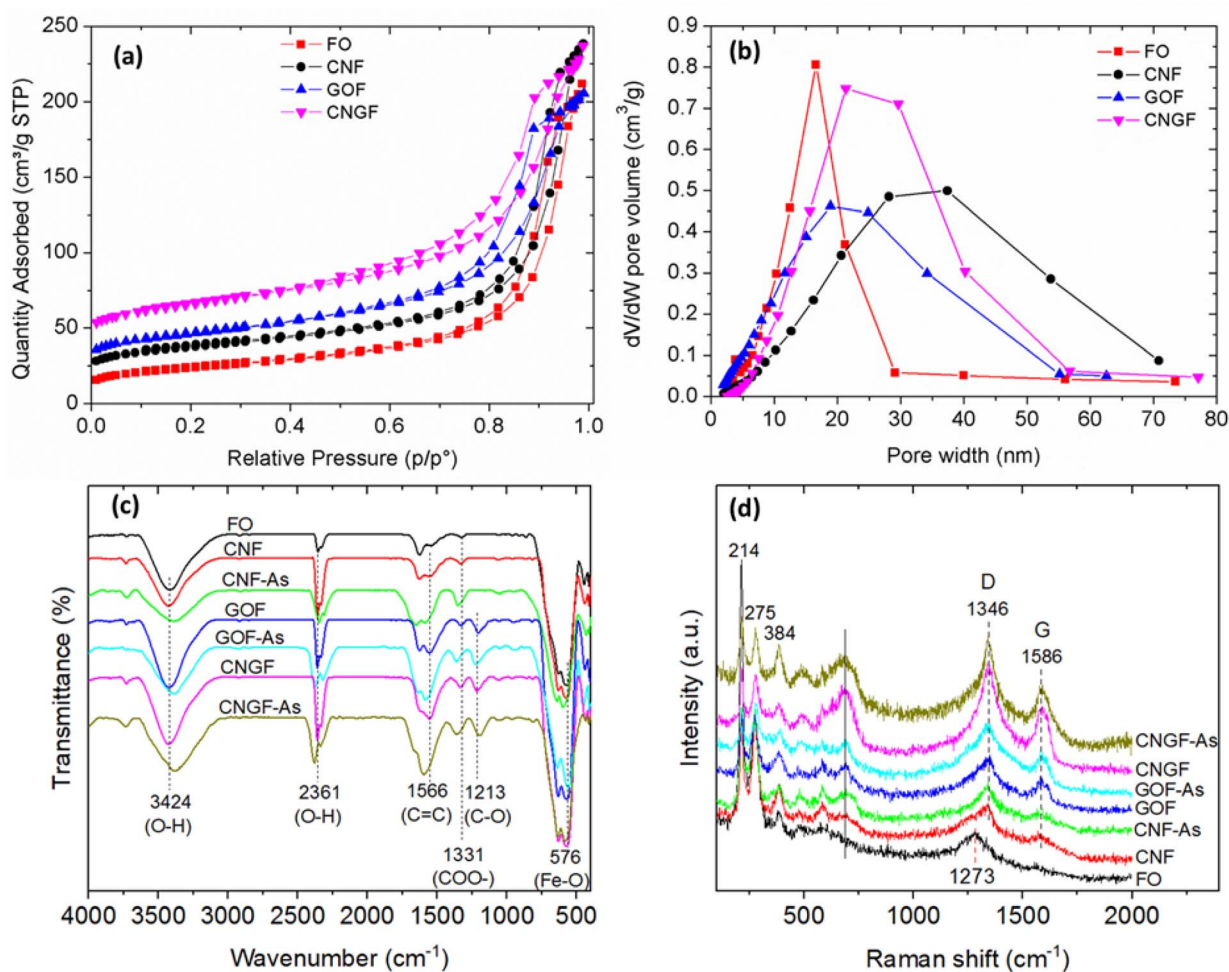 (a)
FO
CNF
GOF
CNGF
Quantity Adsorbed (cm³/g STP)
250
200
150
100
50
0
0.0 0.2 0.4 0.6 0.8 1.0
Relative Pressure (p/p°)
(b)
FO
CNF
GOF
CNGF
dV/dW pore volume (cm³/g)
0.9
0.8
0.7
0.6
0.5
0.4
0.3
0.2
0.1
0.0
0 10 20 30 40 50 60 70 80
Pore width (nm)
(c)
Transmittance (%)
FO
CNF
CNF-As
GOF
GOF-As
CNGF
CNGF-As
3424
(O-H)
2361
(O-H)
1566
(C=C)
1213
(C-O)
1331
(COO-)
576
(Fe-O)
4000 3500 3000 2500 2000 1500 1000 500
Wavenumber (cm⁻¹)
(d)
Intensity (a.u.)
214
275
384
D
1346
G
1586
CNGF-As
CNGF
GOF-As
GOF
CNF-As
CNF
FO
1273
500 1000 1500 2000
Raman shift (cm⁻¹)